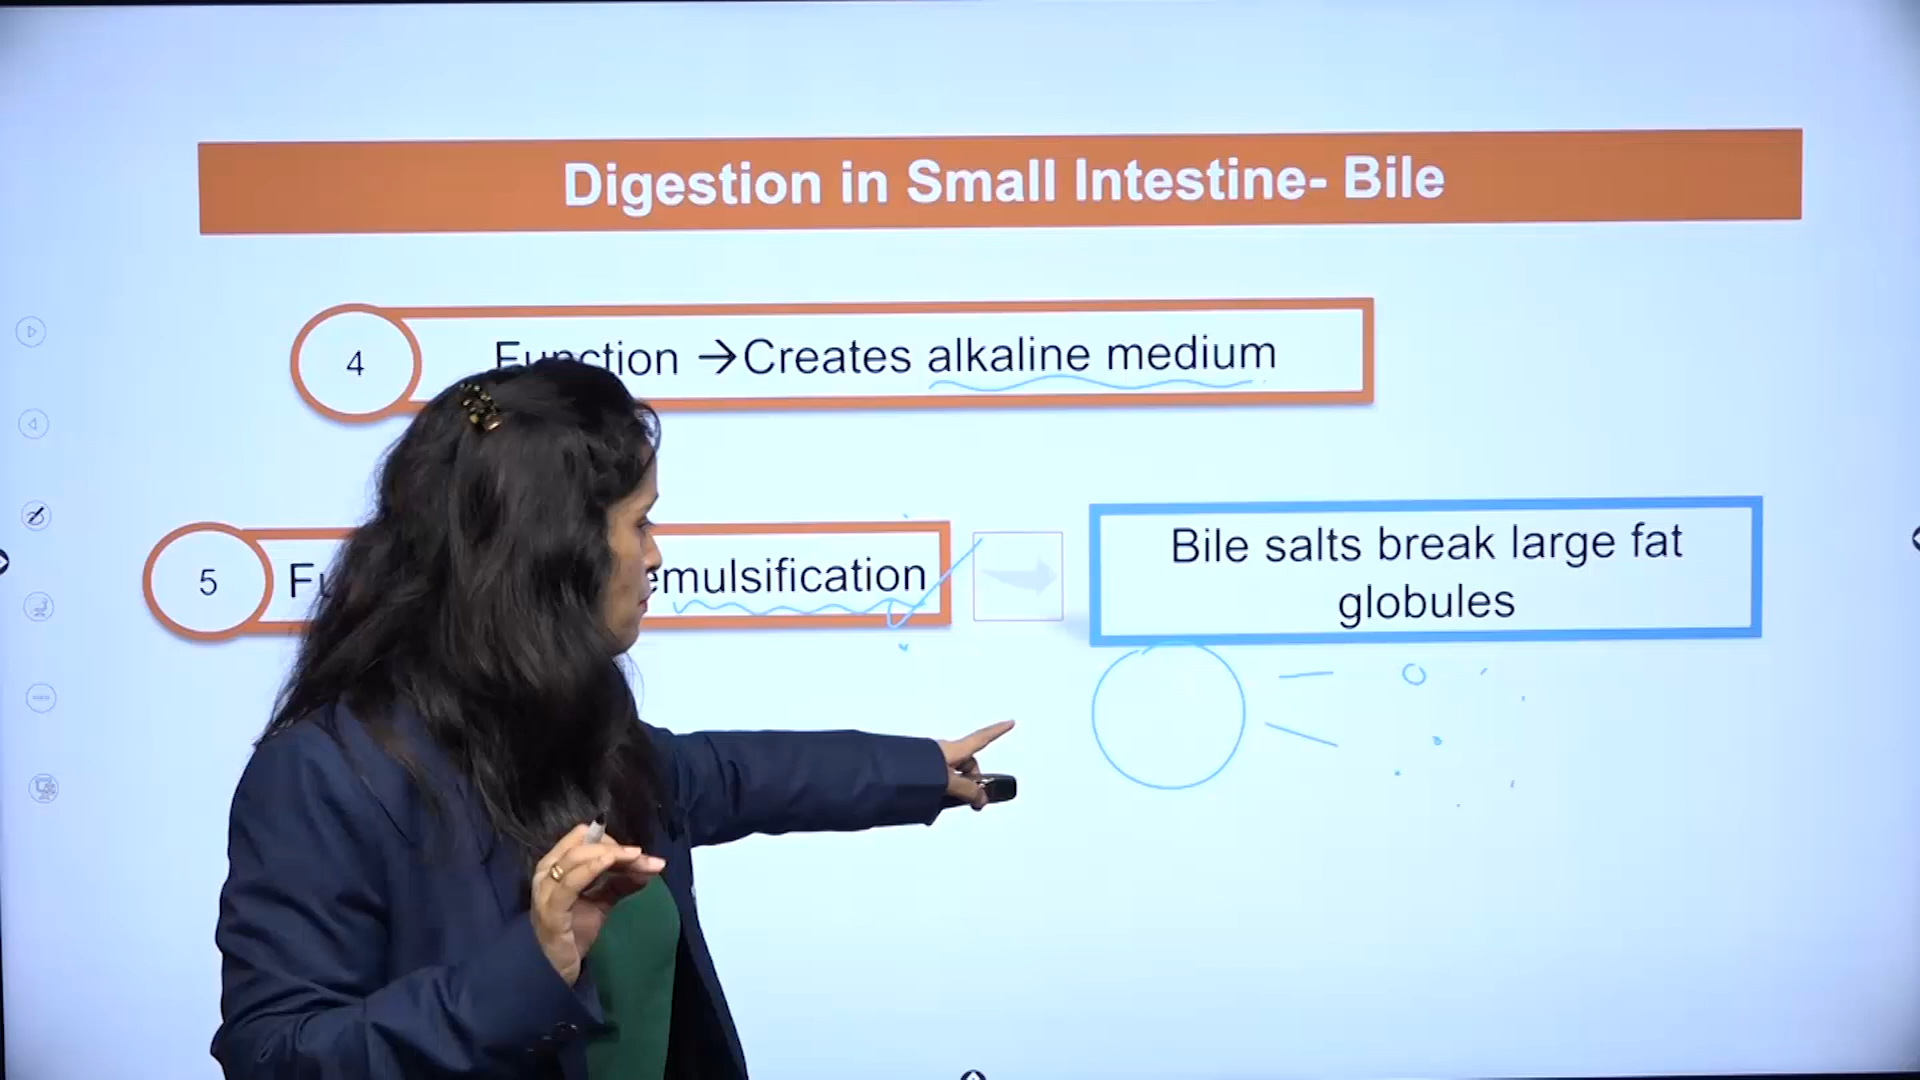 Digestion in Small Intestine- Bile
4
Function →Creates alkaline medium
5
emulsification
Bile salts break large fat
globules